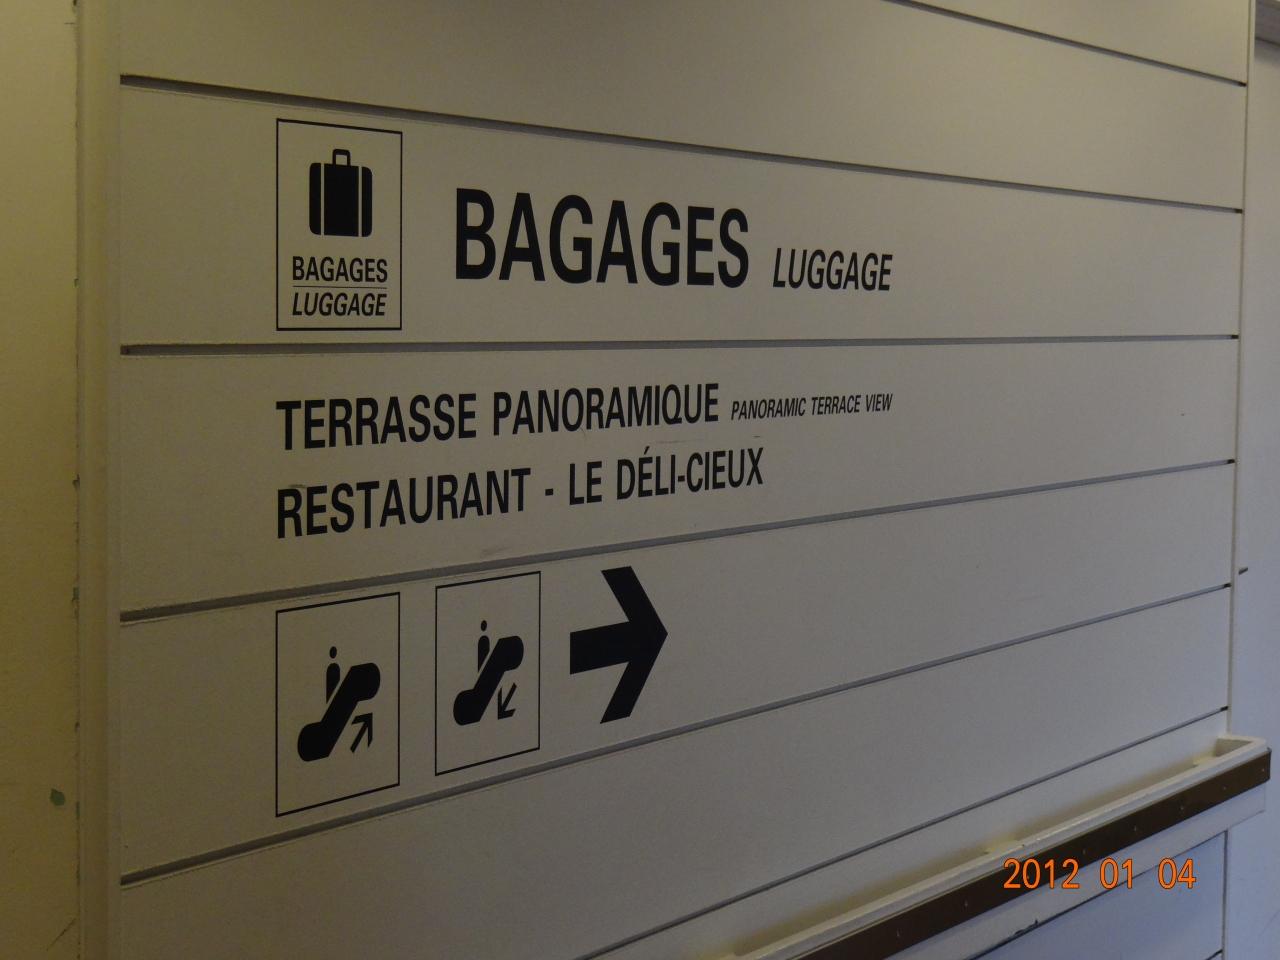 BAGAGES
LUGGAGE
BAGAGES LUGGAGE
TERRASSE PANORAMIQUE PANORAMIC TERRACE VIEW
RESTAURANT - LE DÉLI-CIEUX
2012 01 04